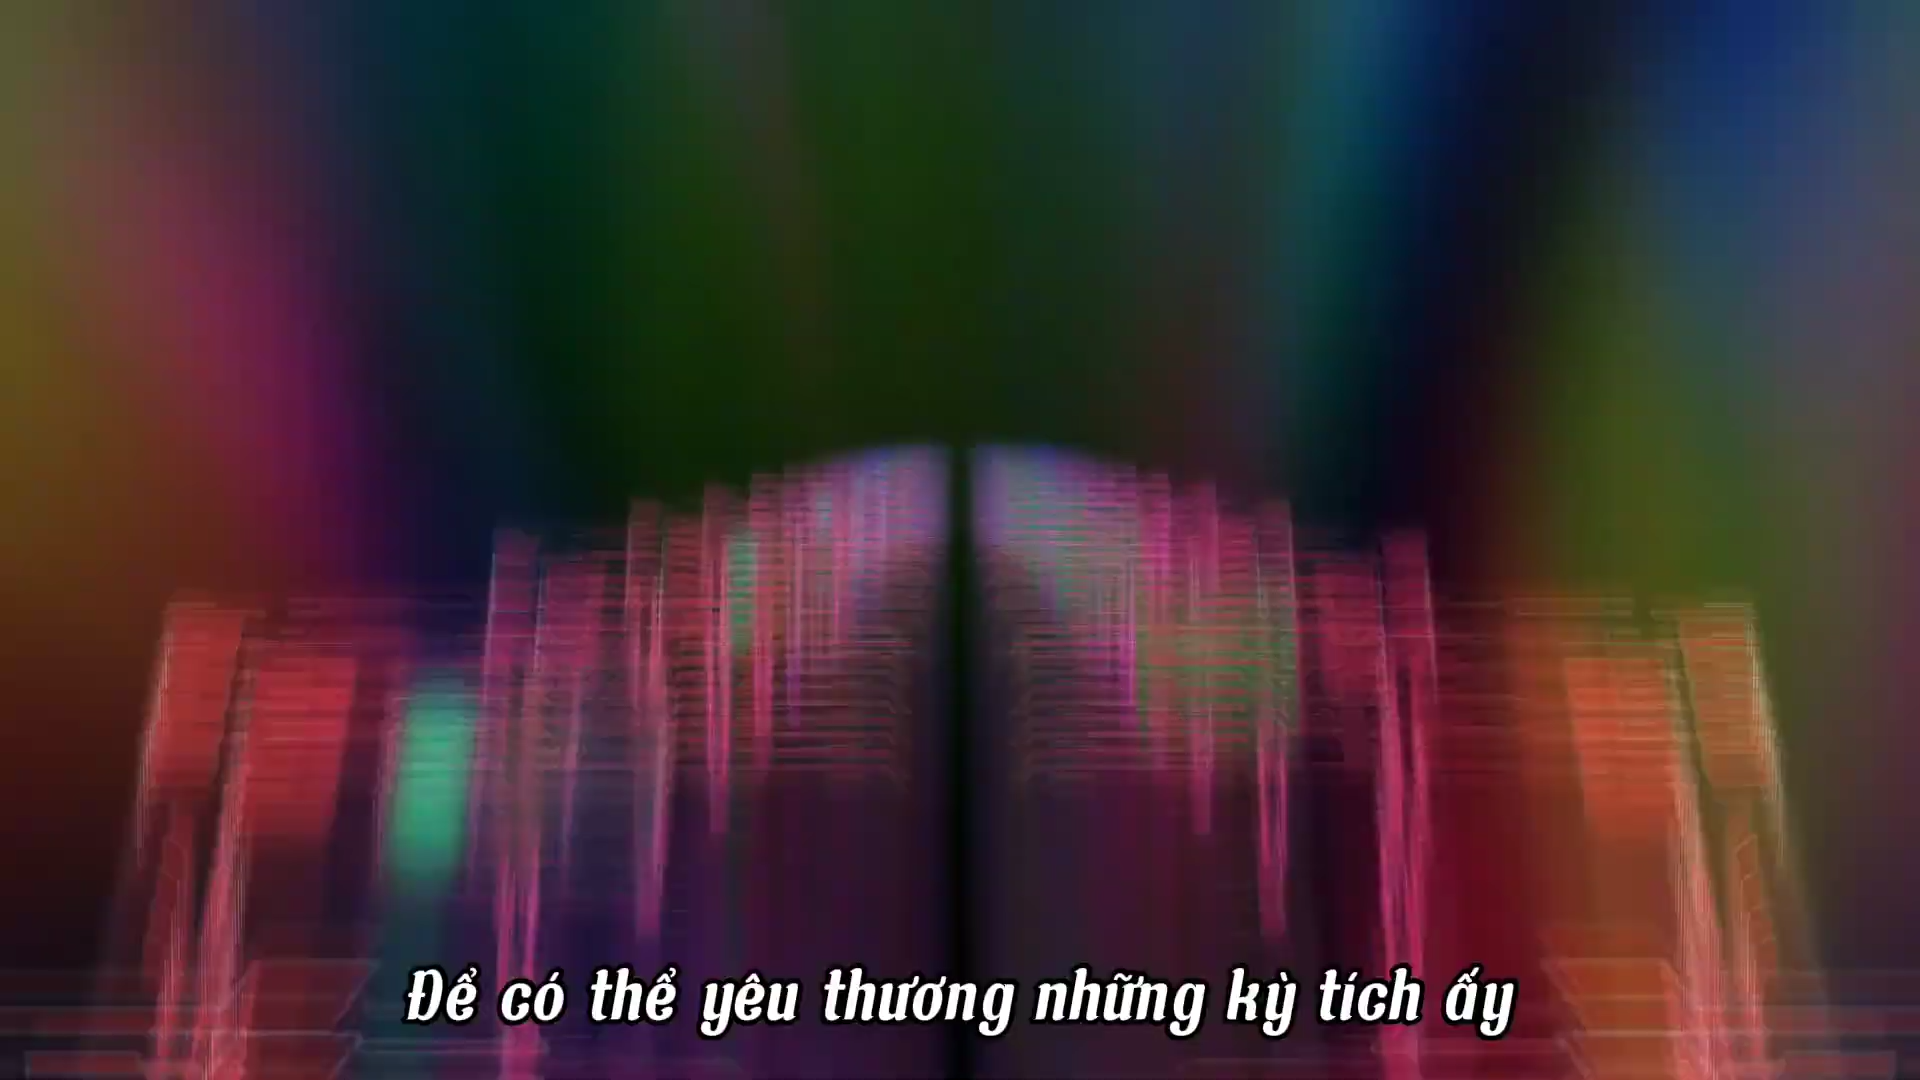 Để có thể yêu thương những kỳ tích ấy